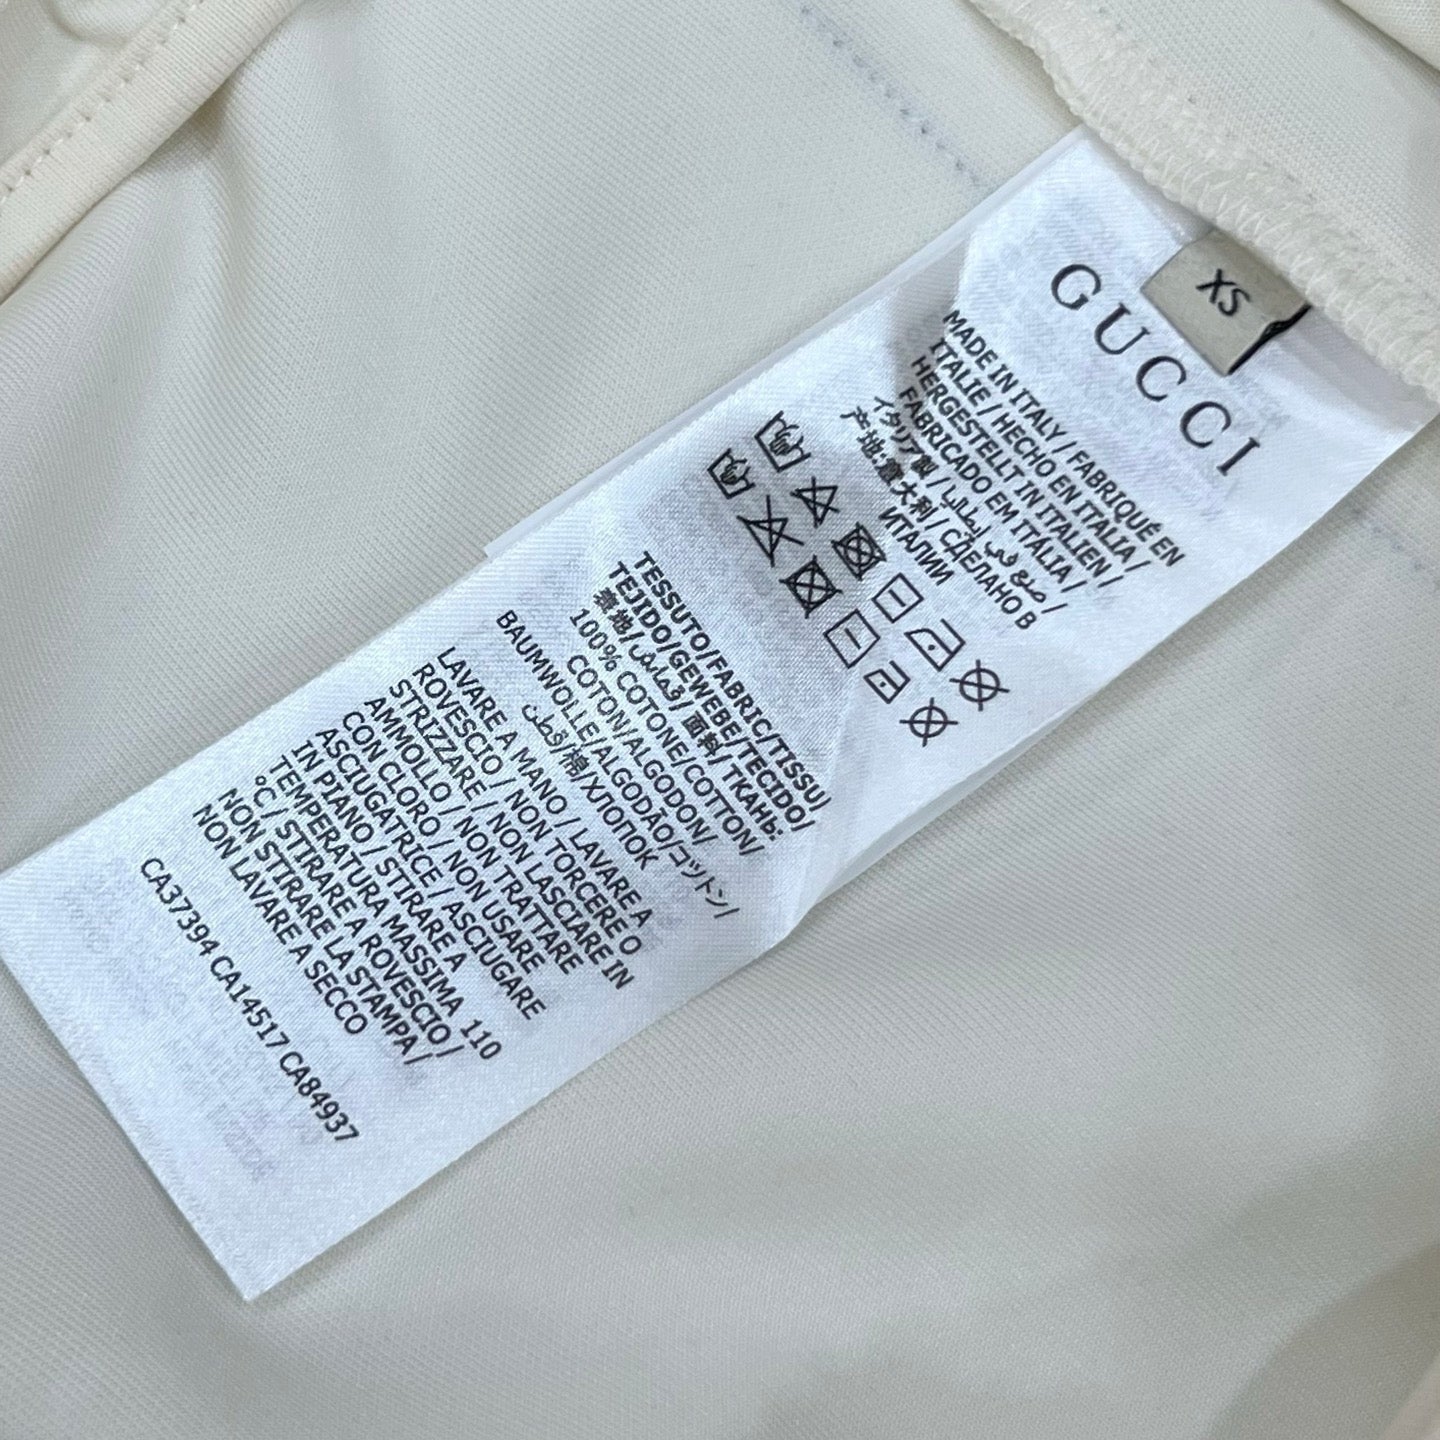 XS
GUCCI
MADE IN ITALY / FABRIQUÉ EN
ITALIE / HECHO EN ITALIA /
HERGESTELLT IN ITALIEN /
FABRICADO EM ITÁLIA /
イタリア製 / صنع في إيطاليا /
产地:意大利 / СДЕЛАНО В
ИТАЛИИ
TESSUTO/FABRIC/TISSU/
TEJIDO/GEWEBE/TECIDO/
表地/قماش/面料/ТКАНЬ:
100% COTONE/COTTON/
COTON/ALGODON/
BAUMWOLLE/ALGODÃO/コットン/
قطن/棉/ХЛОПОК
LAVARE A MANO / LAVARE A
ROVESCIO / NON TORCERE O
STRIZZARE / NON LASCIARE IN
AMMOLLO / NON TRATTARE
CON CLORO / NON USARE
ASCIUGATRICE / ASCIUGARE
IN PIANO / STIRARE A
TEMPERATURA MASSIMA 110
°C / STIRARE A ROVESCIO /
NON STIRARE LA STAMPA /
NON LAVARE A SECCO
CA37394 CA14517 CA84937